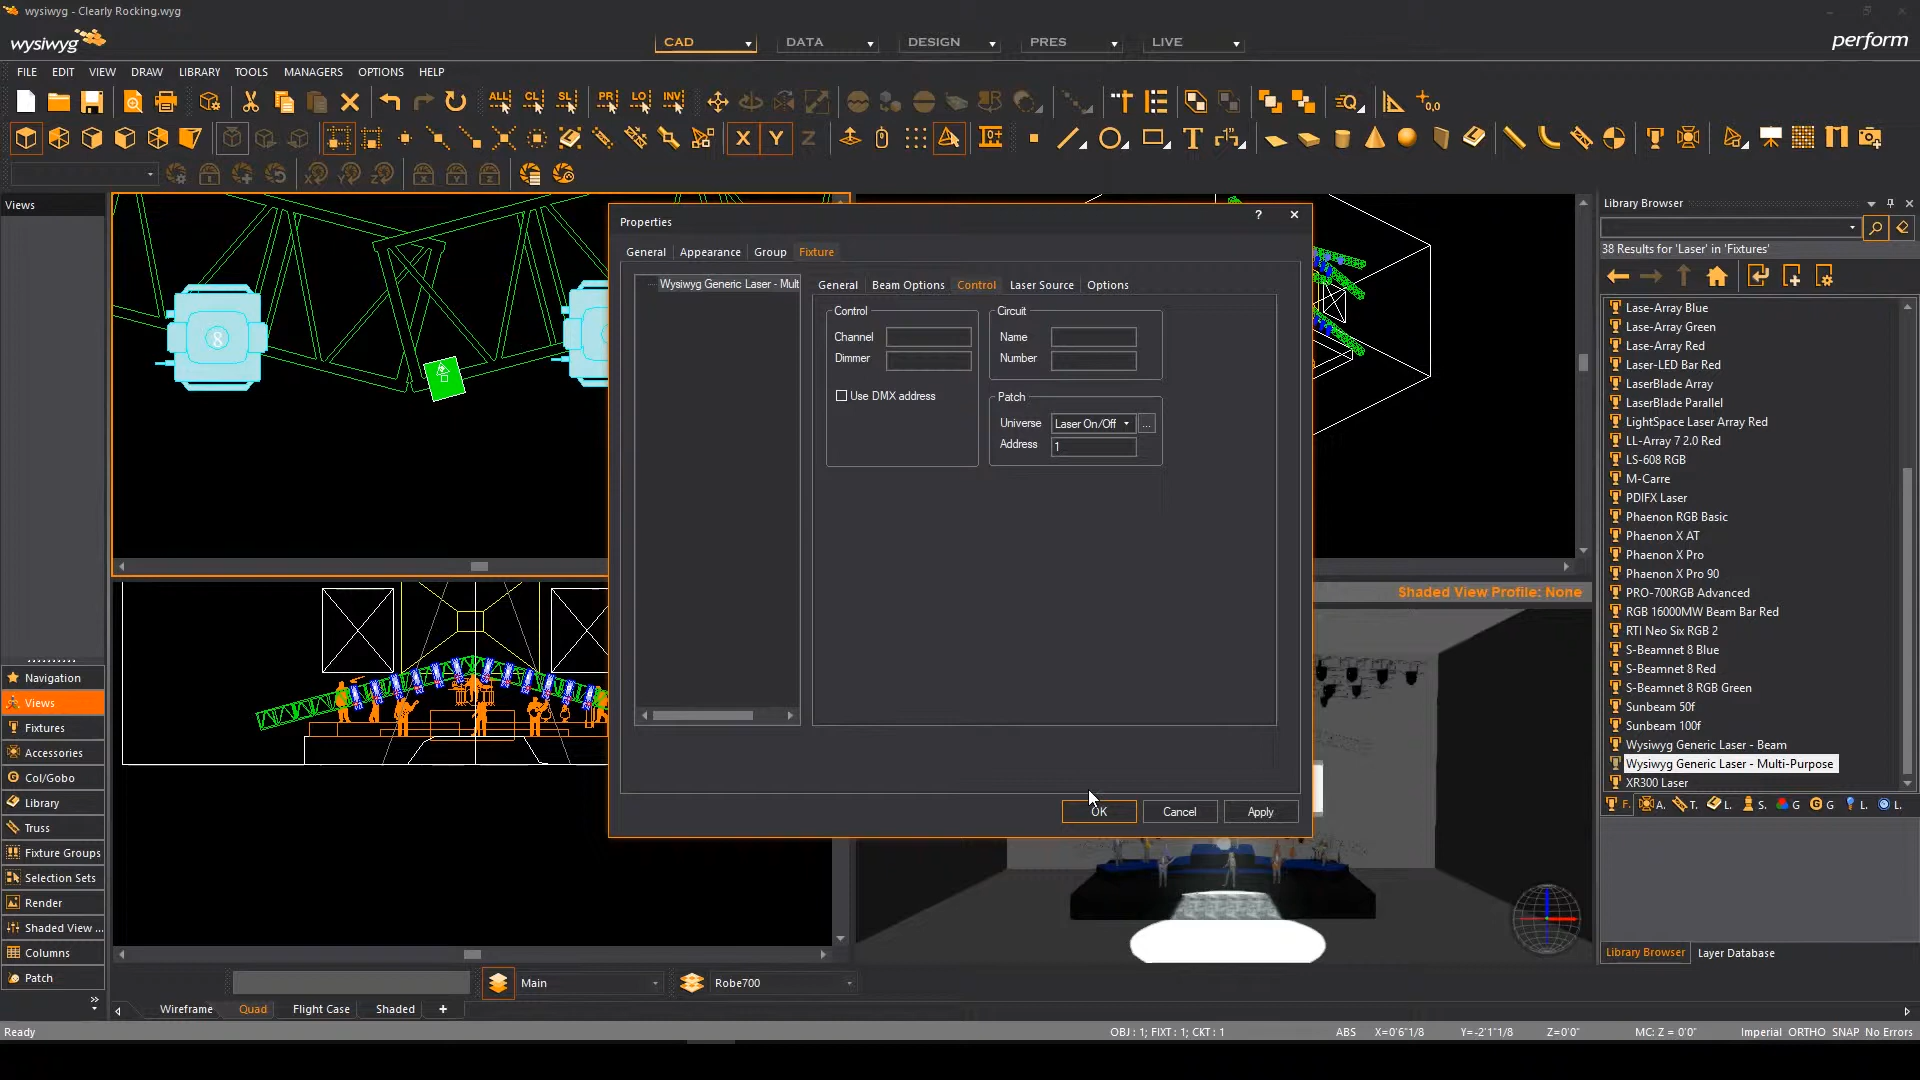 wysiwyg - Clearly Rocking.wyg
wysiwyg
CAD DATA DESIGN PRES LIVE
perform
FILE EDIT VIEW DRAW LIBRARY TOOLS MANAGERS OPTIONS HELP
ALL CL SL PR LO INV
X Y Z
Views
Properties
?
General Appearance Group Fixture
Wysiwyg Generic Laser - Mult
General Beam Options Control Laser Source Options
Control
Channel
Dimmer
Use DMX address
Circuit
Name
Number
Patch
Universe Laser On/Off ...
Address 1
OK Cancel Apply
8
Shaded View Profile: None
Library Browser
38 Results for 'Laser' in 'Fixtures'
Lase-Array Blue
Lase-Array Green
Lase-Array Red
Laser-LED Bar Red
LaserBlade Array
LaserBlade Parallel
LightSpace Laser Array Red
LL-Array 7 2.0 Red
LS-608 RGB
M-Carre
PDIFX Laser
Phaenon RGB Basic
Phaenon X AT
Phaenon X Pro
Phaenon X Pro 90
PRO-700RGB Advanced
RGB 16000MW Beam Bar Red
RTI Neo Six RGB 2
S-Beamnet 8 Blue
S-Beamnet 8 Red
S-Beamnet 8 RGB Green
Sunbeam 50f
Sunbeam 100f
Wysiwyg Generic Laser - Beam
Wysiwyg Generic Laser - Multi-Purpose
XR300 Laser
F. A. T. L. S. G G L. L.
Library Browser Layer Database
Navigation
Views
Fixtures
Accessories
Col/Gobo
Library
Truss
Fixture Groups
Selection Sets
Render
Shaded View ...
Columns
Patch
Main Robe700
Wireframe Quad Flight Case Shaded +
Ready
OBJ : 1; FIXT : 1; CKT : 1
ABS X=0'6"1/8 Y=-2'1"1/8 Z=0'0" MC: Z = 0'0" Imperial ORTHO SNAP No Errors